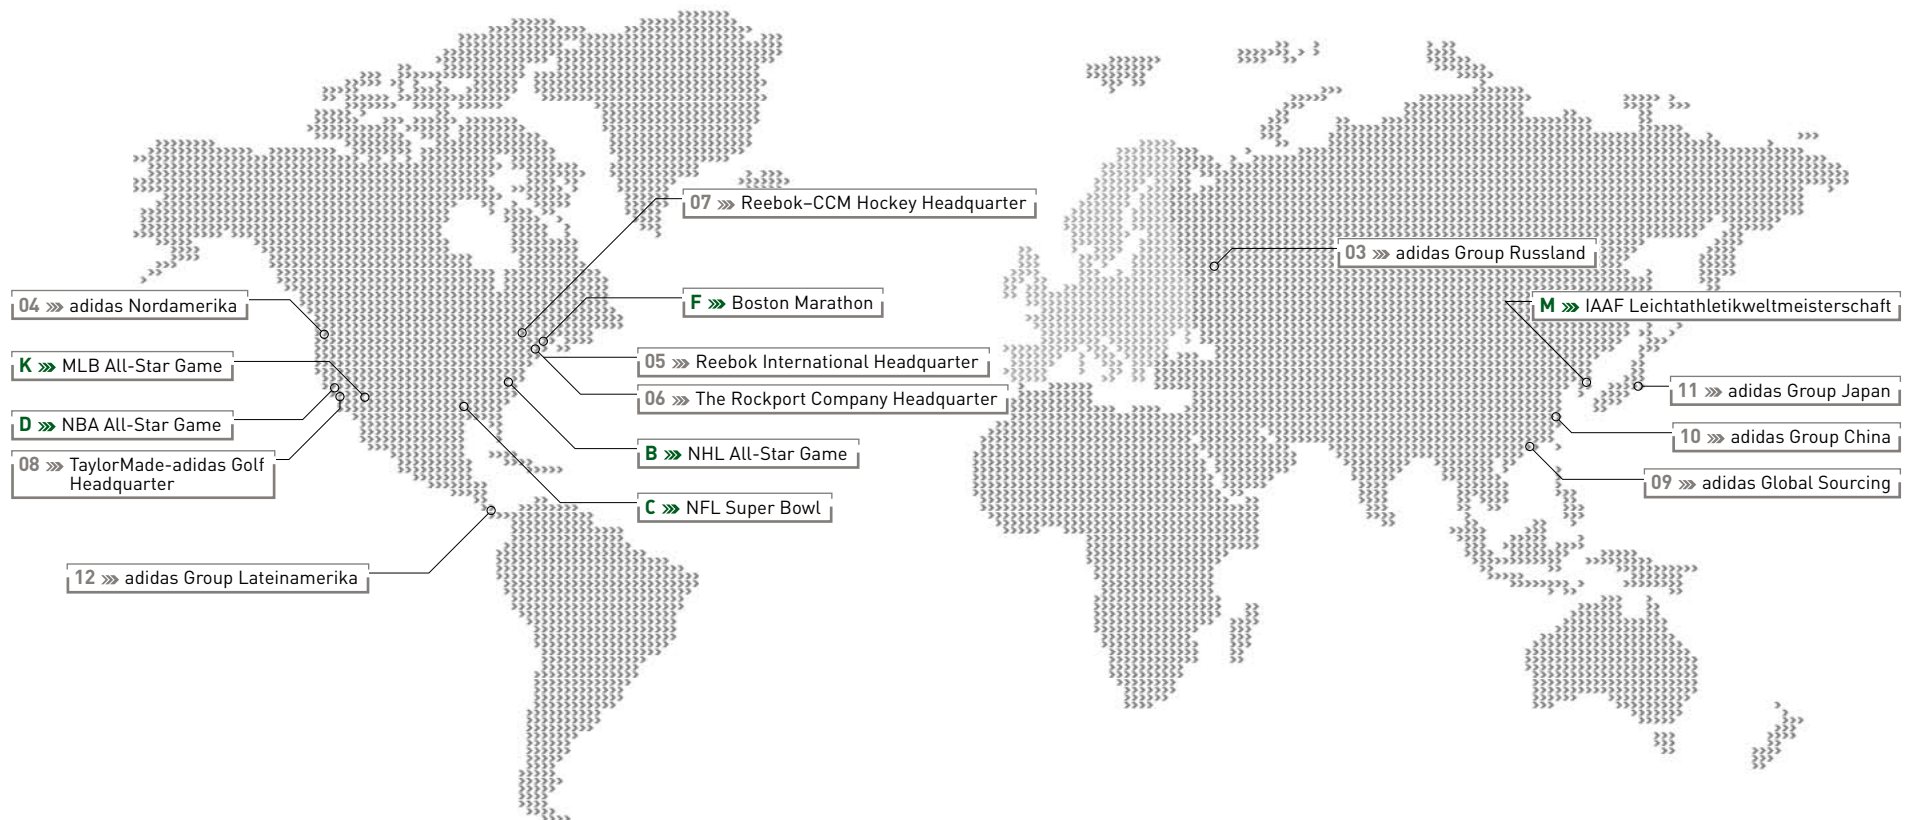 07 »» Reebok–CCM Hockey Headquarter
03 »» adidas Group Russland
04 »» adidas Nordamerika
F »» Boston Marathon
M »» IAAF Leichtathletikweltmeisterschaft
K »» MLB All-Star Game
05 »» Reebok International Headquarter
06 »» The Rockport Company Headquarter
11 »» adidas Group Japan
D »» NBA All-Star Game
10 »» adidas Group China
08 »» TaylorMade-adidas Golf
Headquarter
B »» NHL All-Star Game
09 »» adidas Global Sourcing
C »» NFL Super Bowl
12 »» adidas Group Lateinamerika